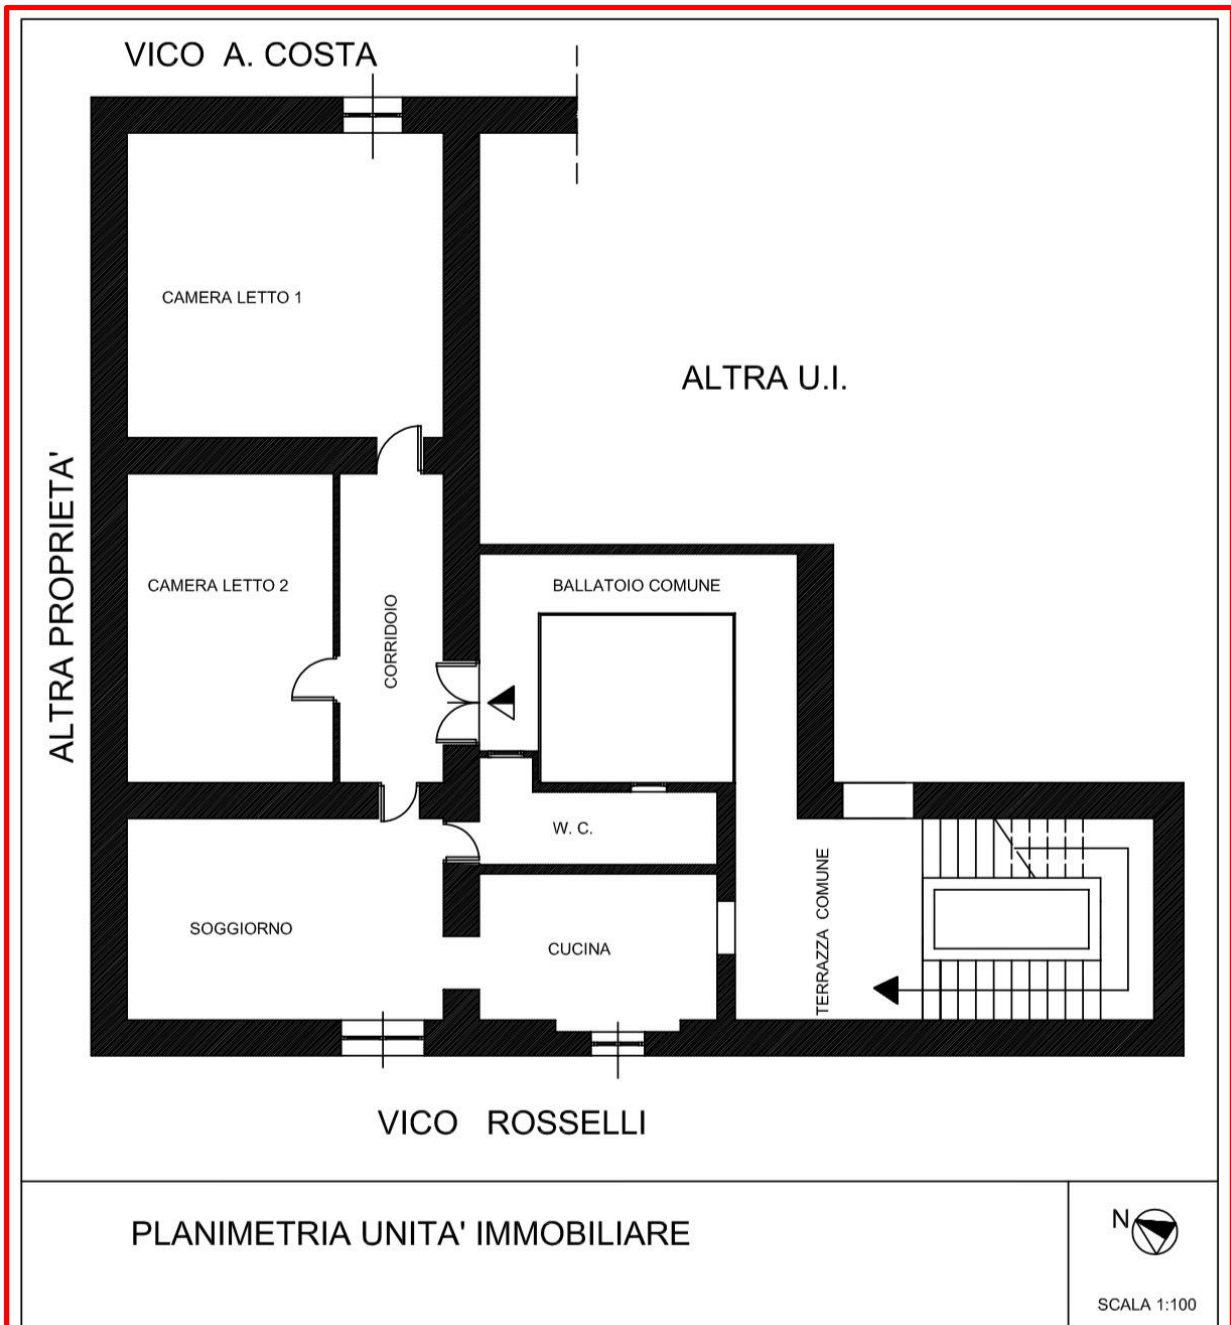 VICO A. COSTA
CAMERA LETTO 1
ALTRA U.I.
ALTRA PROPRIETA'
CAMERA LETTO 2
CORRIDOIO
BALLATOIO COMUNE
W. C.
SOGGIORNO
CUCINA
TERRAZZA COMUNE
VICO ROSSELLI
PLANIMETRIA UNITA' IMMOBILIARE
N
SCALA 1:100